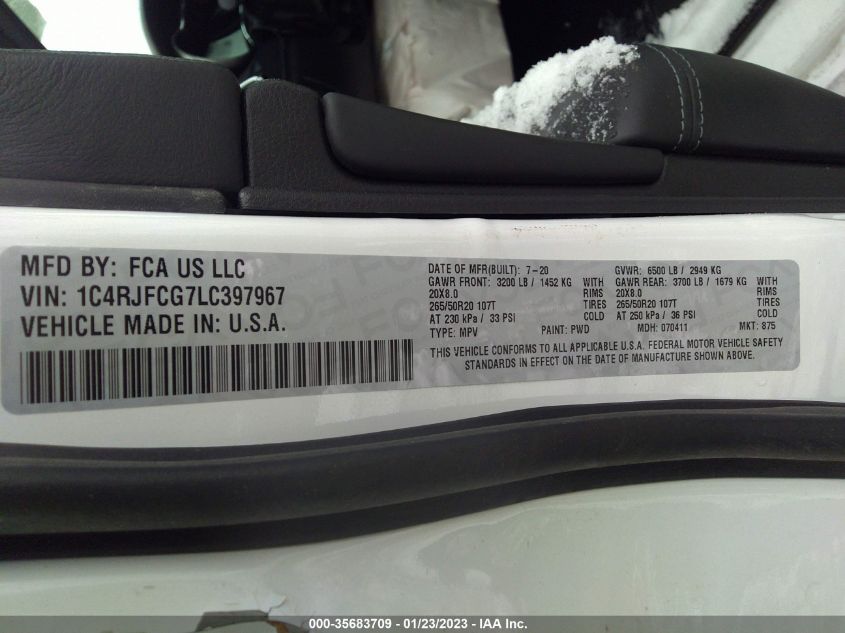 MFD BY: FCA US LLC
VIN: 1C4RJFCG7LC397967
VEHICLE MADE IN: U.S.A.
DATE OF MFR(BUILT): 7-20 GVWR: 6500 LB / 2949 KG
GAWR FRONT: 3200 LB / 1452 KG GAWR REAR: 3700 LB / 1679 KG
20X8.0 RIMS 20X8.0 RIMS
265/50R20 107T TIRES 265/50R20 107T TIRES
AT 230 kPa / 33 PSI COLD AT 250 kPa / 36 PSI COLD
TYPE: MPV PAINT: PWD MDH: 070411 MKT: 875
THIS VEHICLE CONFORMS TO ALL APPLICABLE U.S.A. FEDERAL MOTOR VEHICLE SAFETY
STANDARDS IN EFFECT ON THE DATE OF MANUFACTURE SHOWN ABOVE.
000-35683709 - 01/23/2023 - IAA Inc.